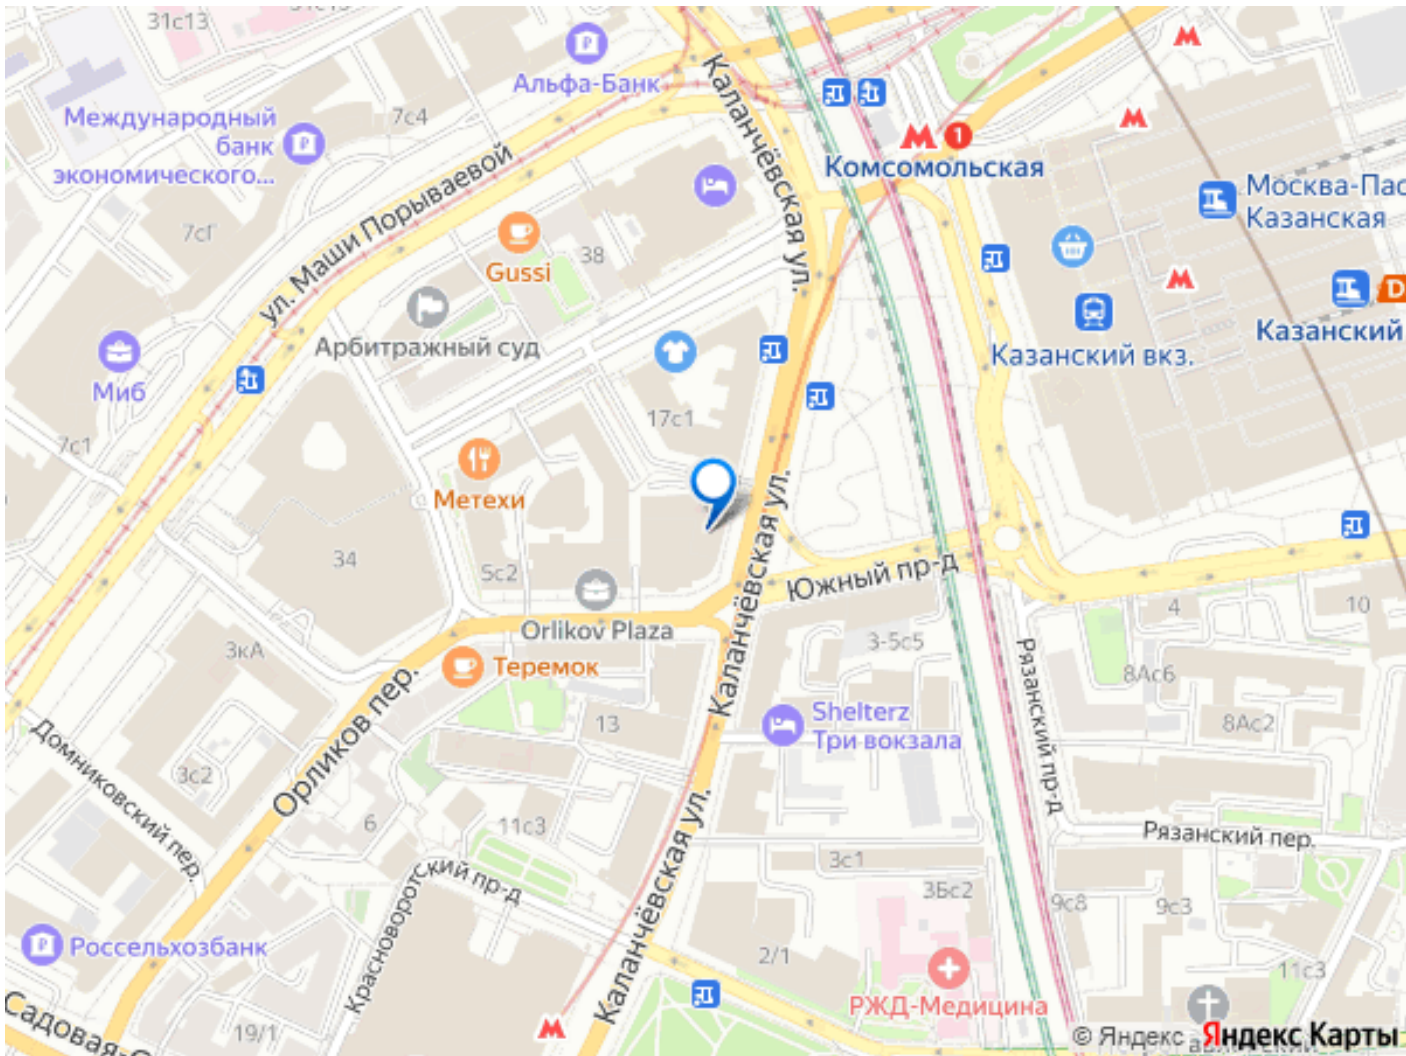 31с13
31с13
Альфа-Банк
Международный
банк
экономического...
7с4
Каланчёвская ул.
1
Комсомольская
Москва-Пас
Казанская
7с1
ул. Маши Порываевой
Gussi
38
Арбитражный суд
Казанский вкз.
D
Казанский
Миб
7с1
17с1
Метехи
34
5с2
Orlikov Plaza
Каланчёвская ул.
Южный пр-д
3-5с5
4
10
3кА
Теремок
Орликов пер.
13
Shelterz
Три вокзала
Рязанский пр-д
8Ас6
8Ас2
Домниковский пер.
3с2
6
11с3
Красноворотский пр-д
Каланчёвская ул.
3с1
3Бс2
Рязанский пер.
9с8
9с3
Россельхозбанк
2/1
РЖД-Медицина
11с3
Садовая-С
19/1
© Яндекс Яндекс Карты